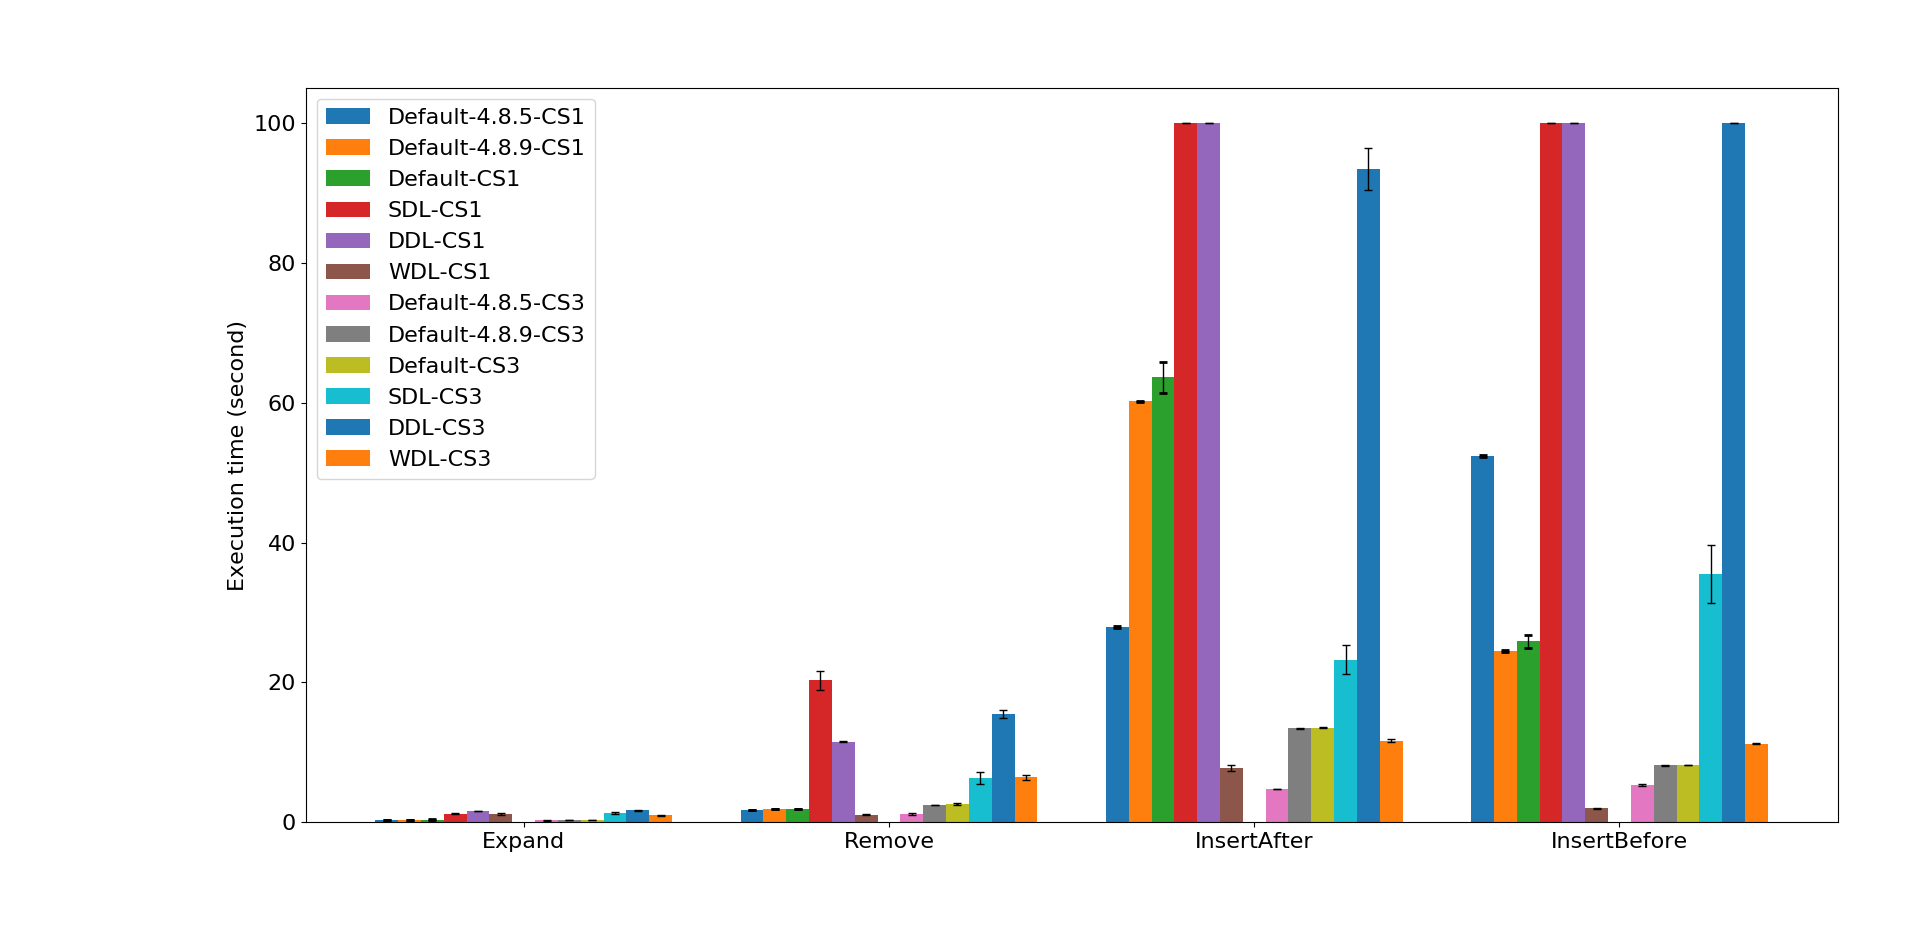 Default-4.8.5-CS1
Default-4.8.9-CS1
Default-CS1
SDL-CS1
DDL-CS1
WDL-CS1
Default-4.8.5-CS3
Default-4.8.9-CS3
Default-CS3
SDL-CS3
DDL-CS3
WDL-CS3
Execution time (second)
100
80
60
40
20
0
Expand Remove InsertAfter InsertBefore